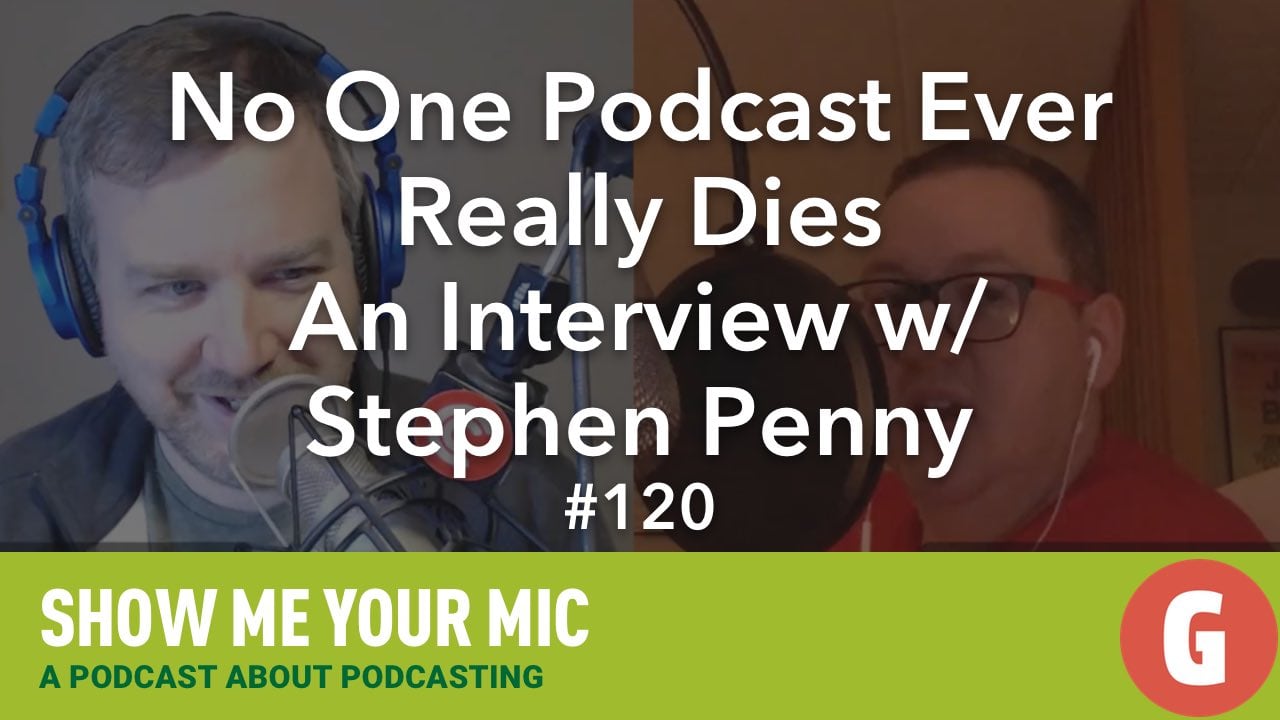 No One Podcast Ever
Really Dies
An Interview w/
Stephen Penny
#120
SHOW ME YOUR MIC
A PODCAST ABOUT PODCASTING
G